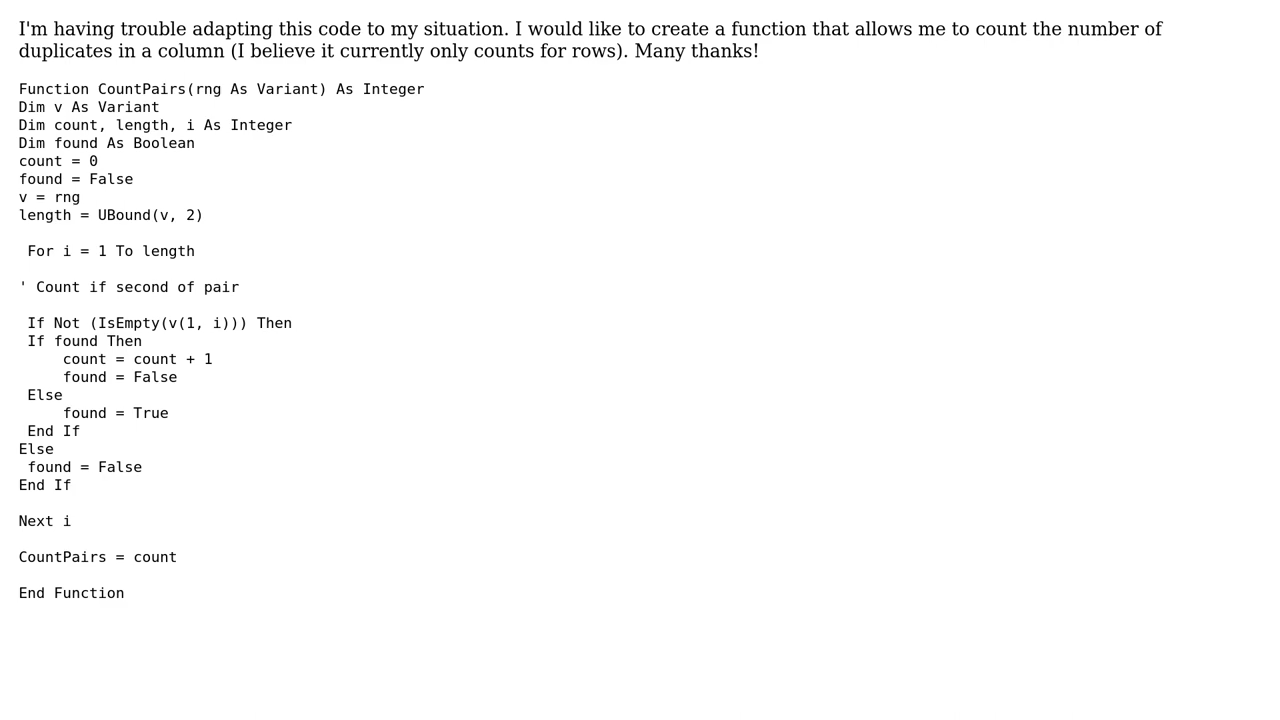 I'm having trouble adapting this code to my situation. I would like to create a function that allows me to count the number of
duplicates in a column (I believe it currently only counts for rows). Many thanks!
Function CountPairs(rng As Variant) As Integer
Dim v As Variant
Dim count, length, i As Integer
Dim found As Boolean
count = 0
found = False
v = rng
length = UBound(v, 2)
For i = 1 To length
' Count if second of pair
If Not (IsEmpty(v(1, i))) Then
If found Then
count = count + 1
found = False
Else
found = True
End If
Else
found = False
End If
Next i
CountPairs = count
End Function